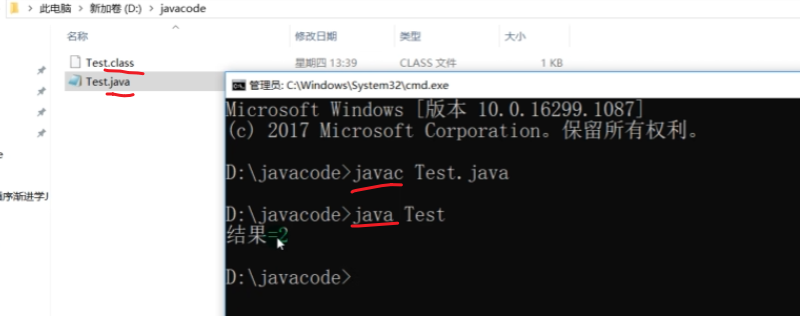 此电脑 > 新加卷 (D:) > javacode
名称 修改日期 类型 大小
Test.class 星期四 13:39 CLASS 文件 1 KB
Test.java
管理员: C:\Windows\System32\cmd.exe
Microsoft Windows [版本 10.0.16299.1087]
(c) 2017 Microsoft Corporation。保留所有权利。
D:\javacode>javac Test.java
D:\javacode>java Test
结果=2
D:\javacode>
e
程序渐进学